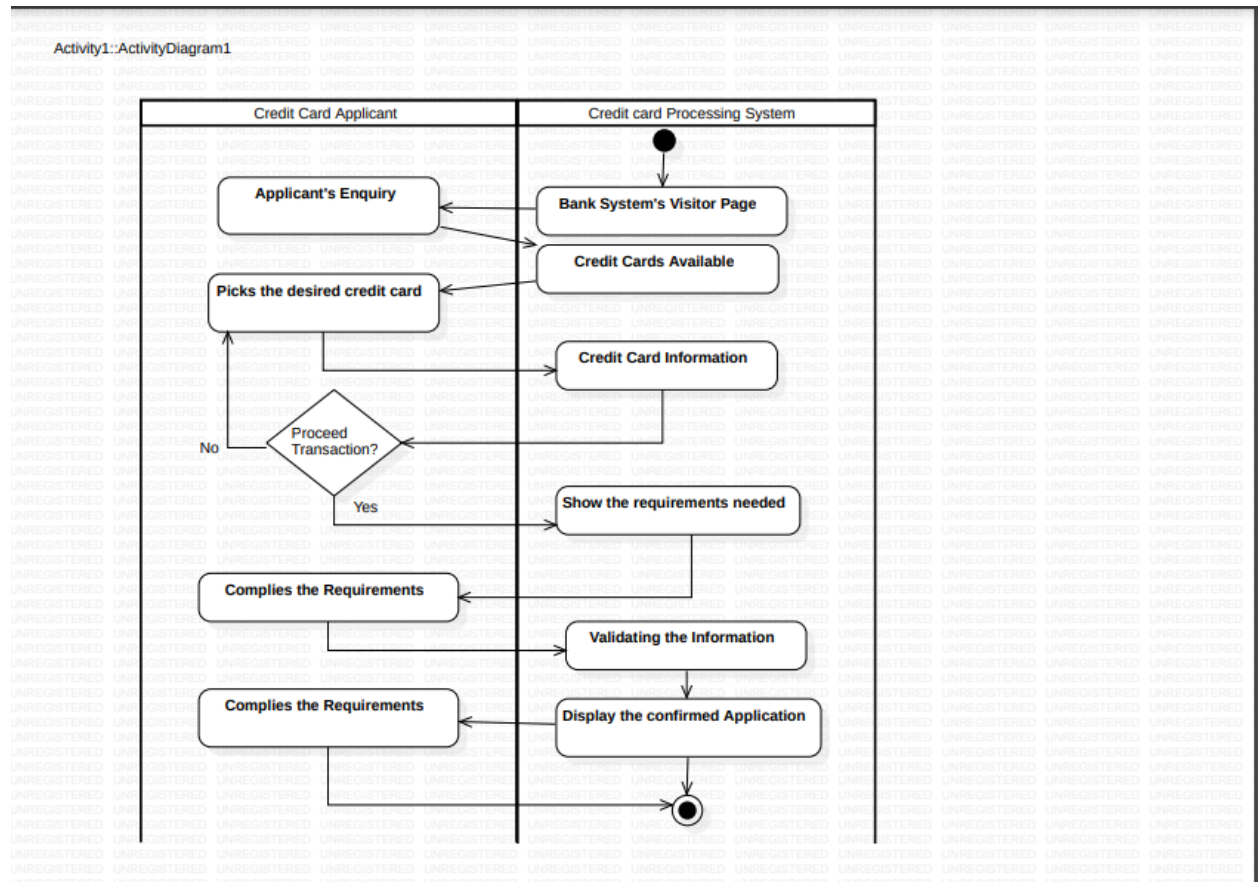 Activity1::ActivityDiagram1
Credit Card Applicant
Credit card Processing System
Applicant's Enquiry
Bank System's Visitor Page
Credit Cards Available
Picks the desired credit card
Credit Card Information
Proceed
Transaction?
No
Yes
Show the requirements needed
Complies the Requirements
Validating the Information
Complies the Requirements
Display the confirmed Application
UNREGISTERED